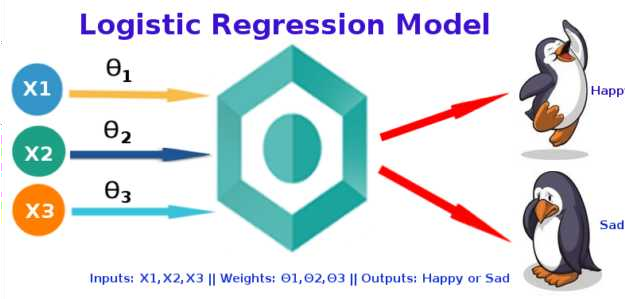 Logistic Regression Model
X1
θ1
X2
θ2
X3
θ3
Happy
Sad
Inputs: X1,X2,X3 || Weights: Θ1,Θ2,Θ3 || Outputs: Happy or Sad